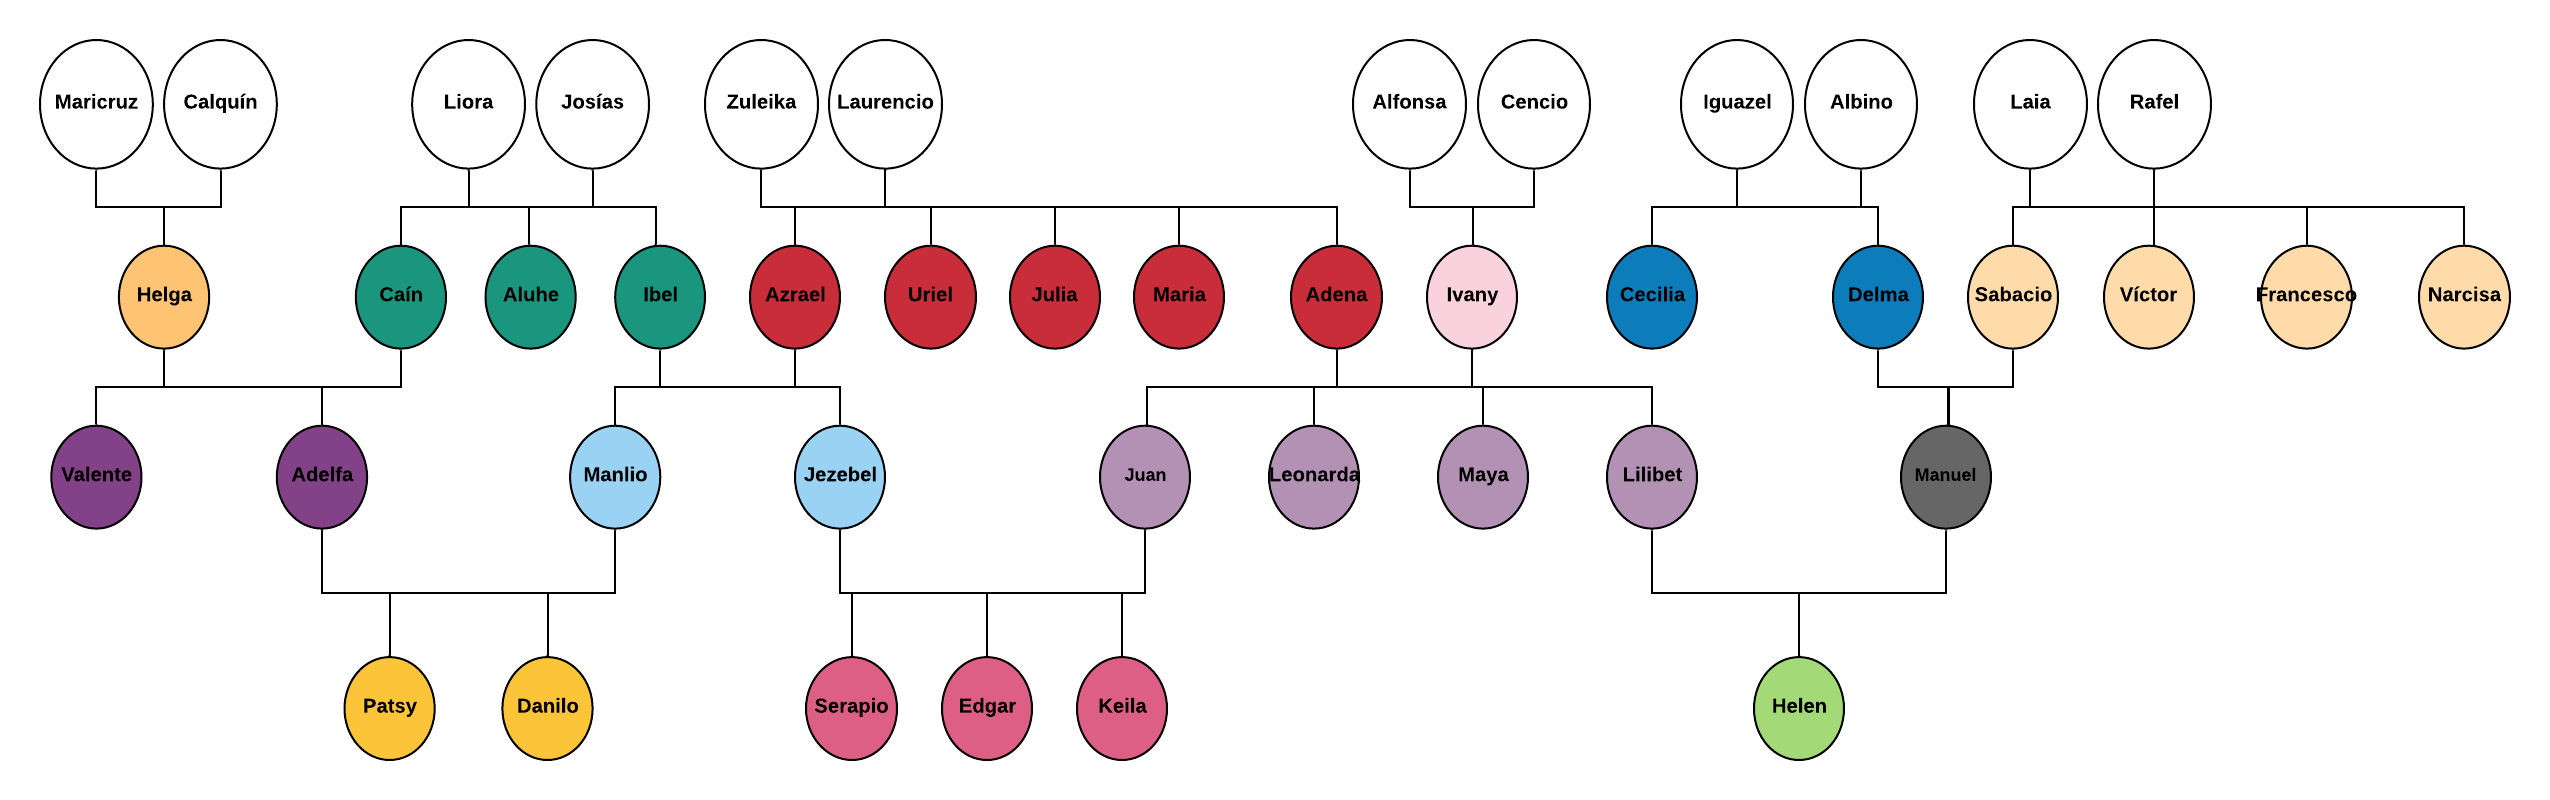 Maricruz
Calquín
Liora
Josías
Zuleika
Laurencio
Alfonsa
Cencio
Iguazel
Albino
Laia
Rafel
Helga
Caín
Aluhe
Ibel
Azrael
Uriel
Julia
Maria
Adena
Ivany
Cecilia
Delma
Sabacio
Víctor
Francesco
Narcisa
Valente
Adelfa
Manlio
Jezebel
Juan
Leonarda
Maya
Lilibet
Manuel
Patsy
Danilo
Serapio
Edgar
Keila
Helen